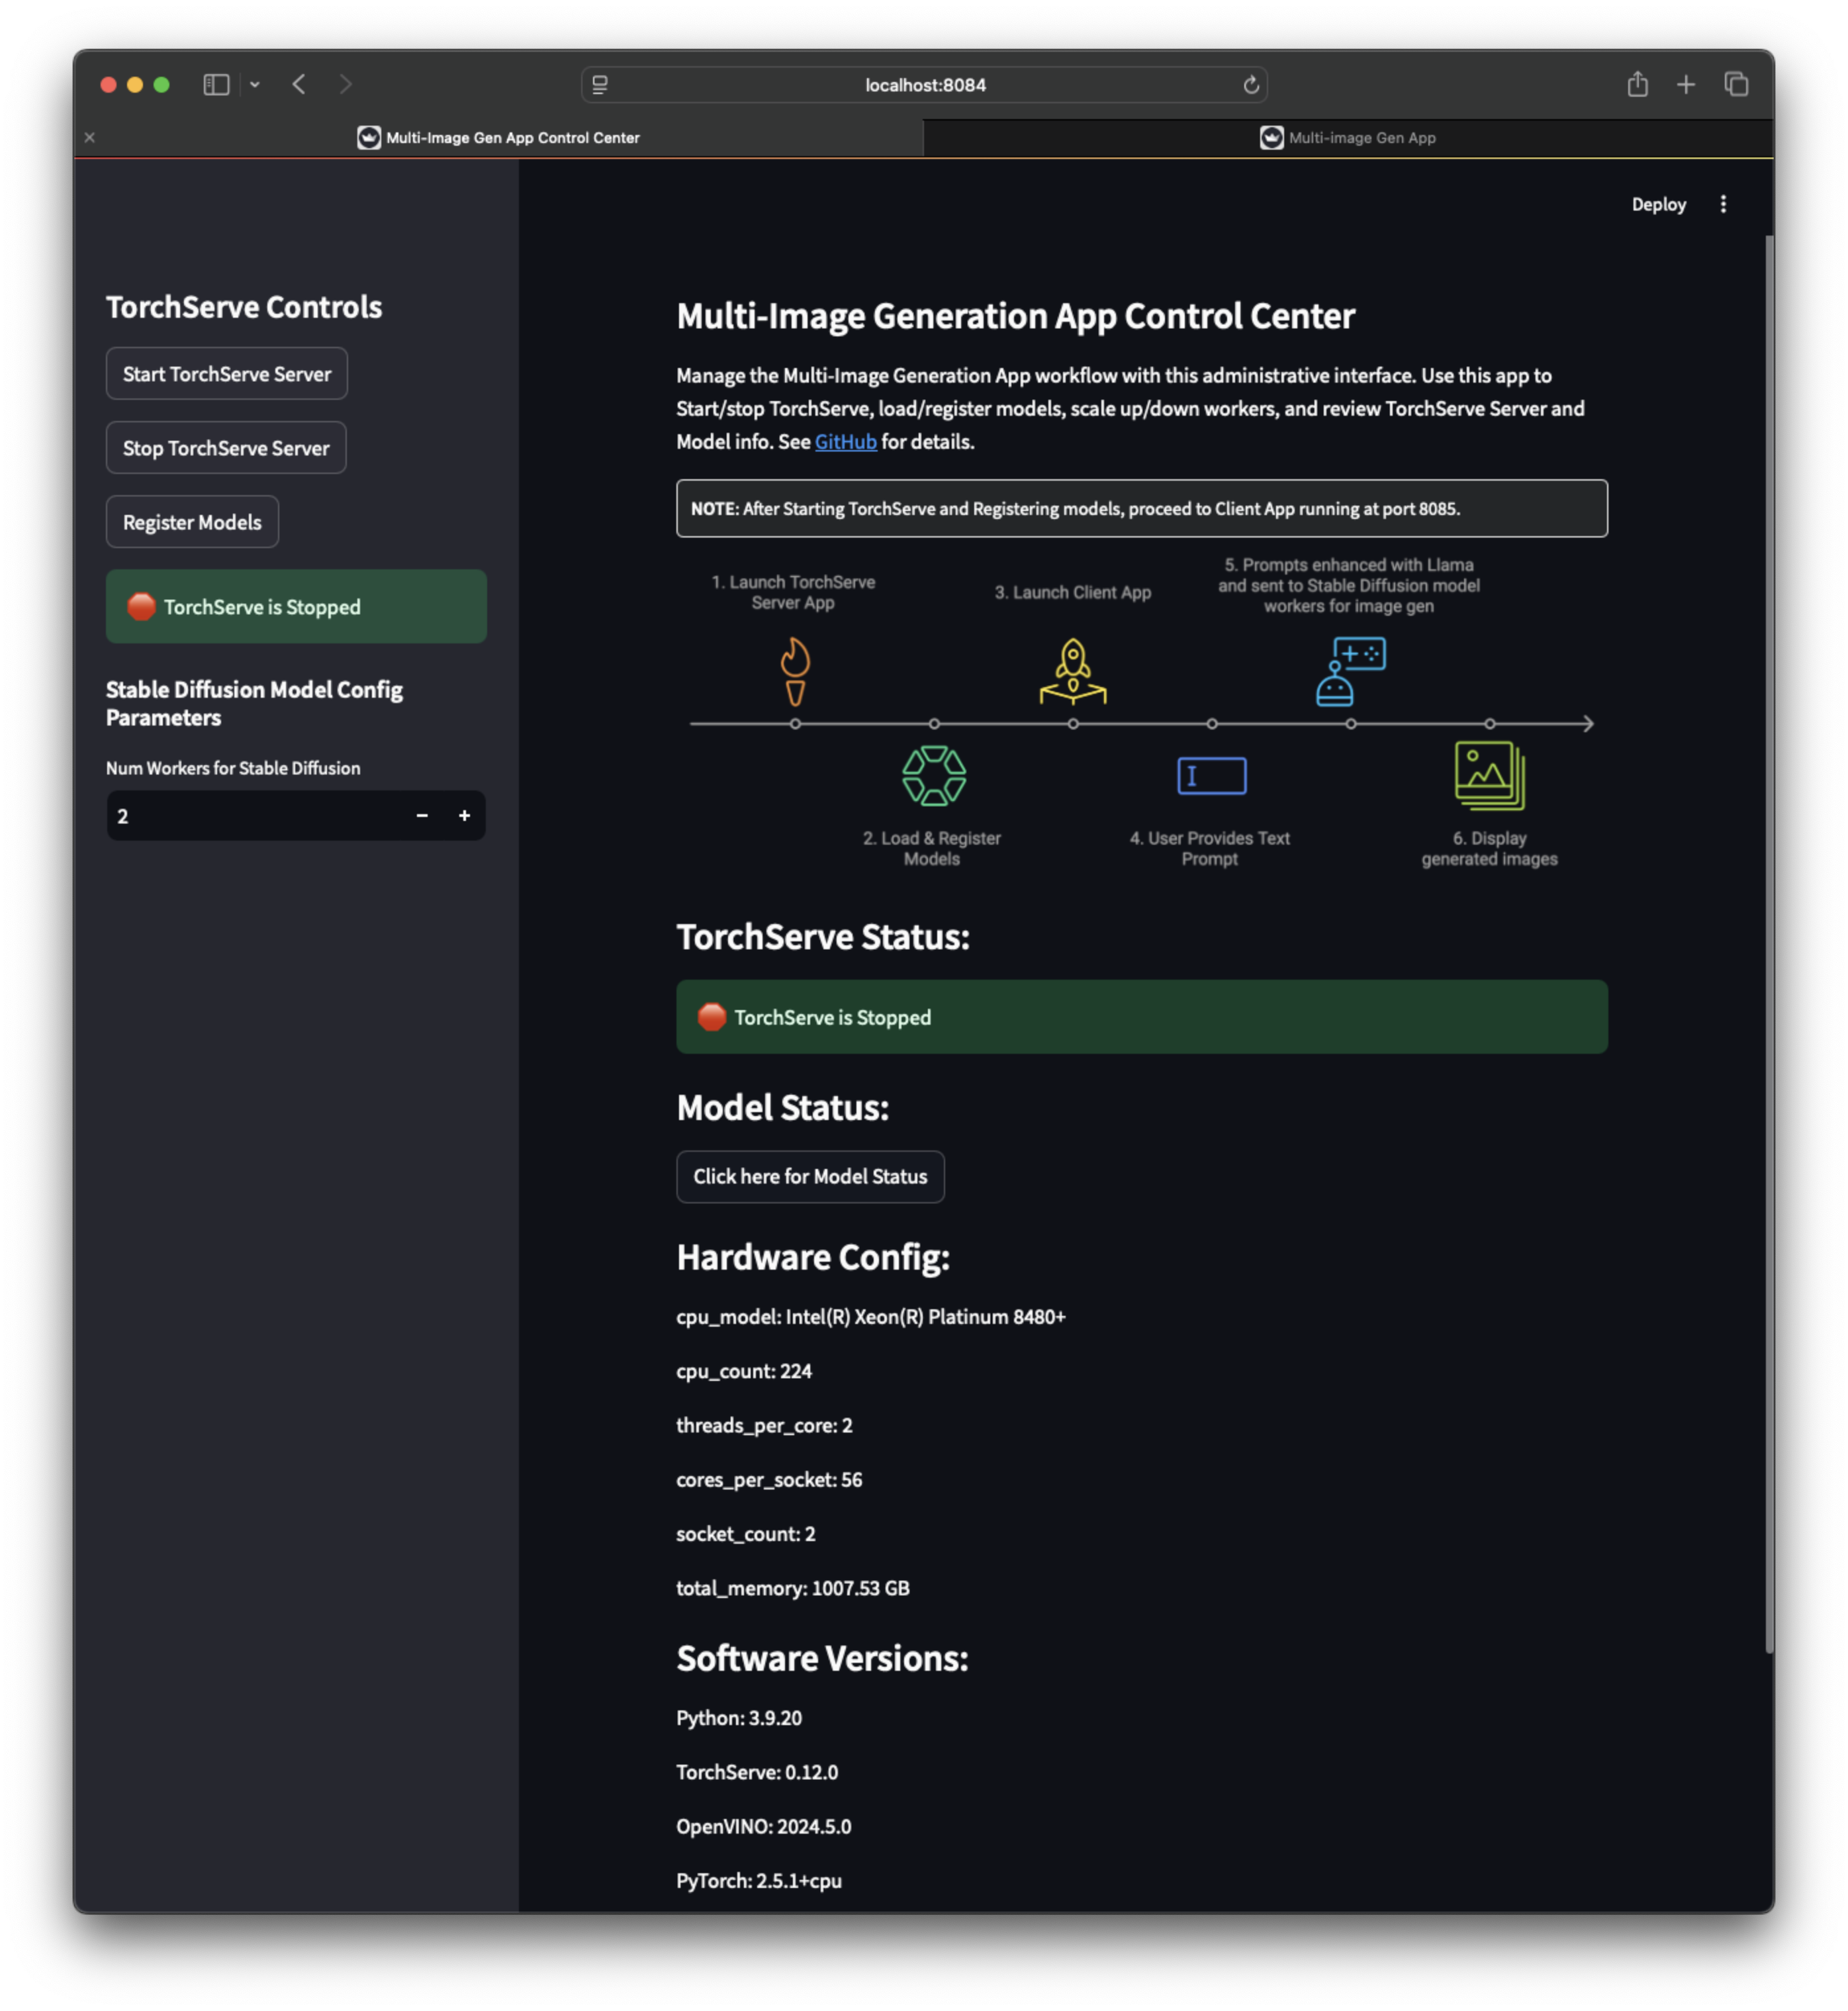 localhost:8084
Multi-Image Gen App Control Center
Multi-image Gen App
Deploy
TorchServe Controls
Start TorchServe Server
Stop TorchServe Server
Register Models
TorchServe is Stopped
Stable Diffusion Model Config
Parameters
Num Workers for Stable Diffusion
2
Multi-Image Generation App Control Center
Manage the Multi-Image Generation App workflow with this administrative interface. Use this app to
Start/stop TorchServe, load/register models, scale up/down workers, and review TorchServe Server and
Model info. See GitHub for details.
NOTE: After Starting TorchServe and Registering models, proceed to Client App running at port 8085.
1. Launch TorchServe
Server App
3. Launch Client App
5. Prompts enhanced with Llama
and sent to Stable Diffusion model
workers for image gen
2. Load & Register
Models
4. User Provides Text
Prompt
6. Display
generated images
TorchServe Status:
TorchServe is Stopped
Model Status:
Click here for Model Status
Hardware Config:
cpu_model: Intel(R) Xeon(R) Platinum 8480+
cpu_count: 224
threads_per_core: 2
cores_per_socket: 56
socket_count: 2
total_memory: 1007.53 GB
Software Versions:
Python: 3.9.20
TorchServe: 0.12.0
OpenVINO: 2024.5.0
PyTorch: 2.5.1+cpu